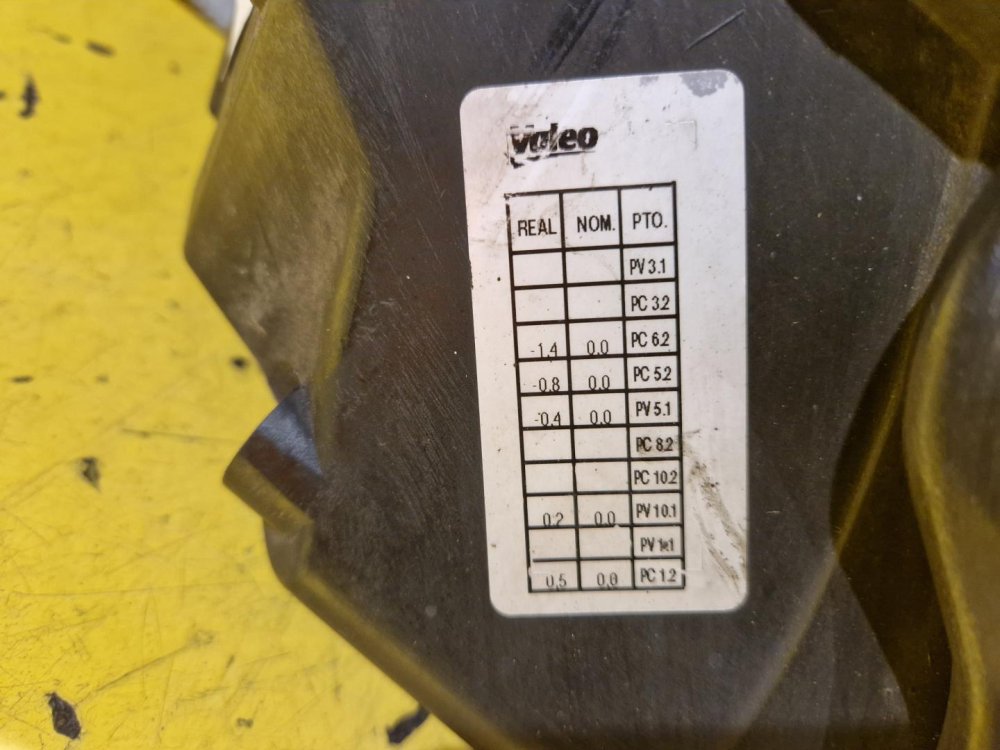 Valeo
REAL NOM. PTO.
PV 3.1
PC 3.2
-1.4 0.0 PC 6.2
-0.8 0.0 PC 5.2
-0.4 0.0 PV 5.1
PC 8.2
PC 10.2
0.2 0.0 PV 10.1
PV
0.5 0.0 PC 1.2